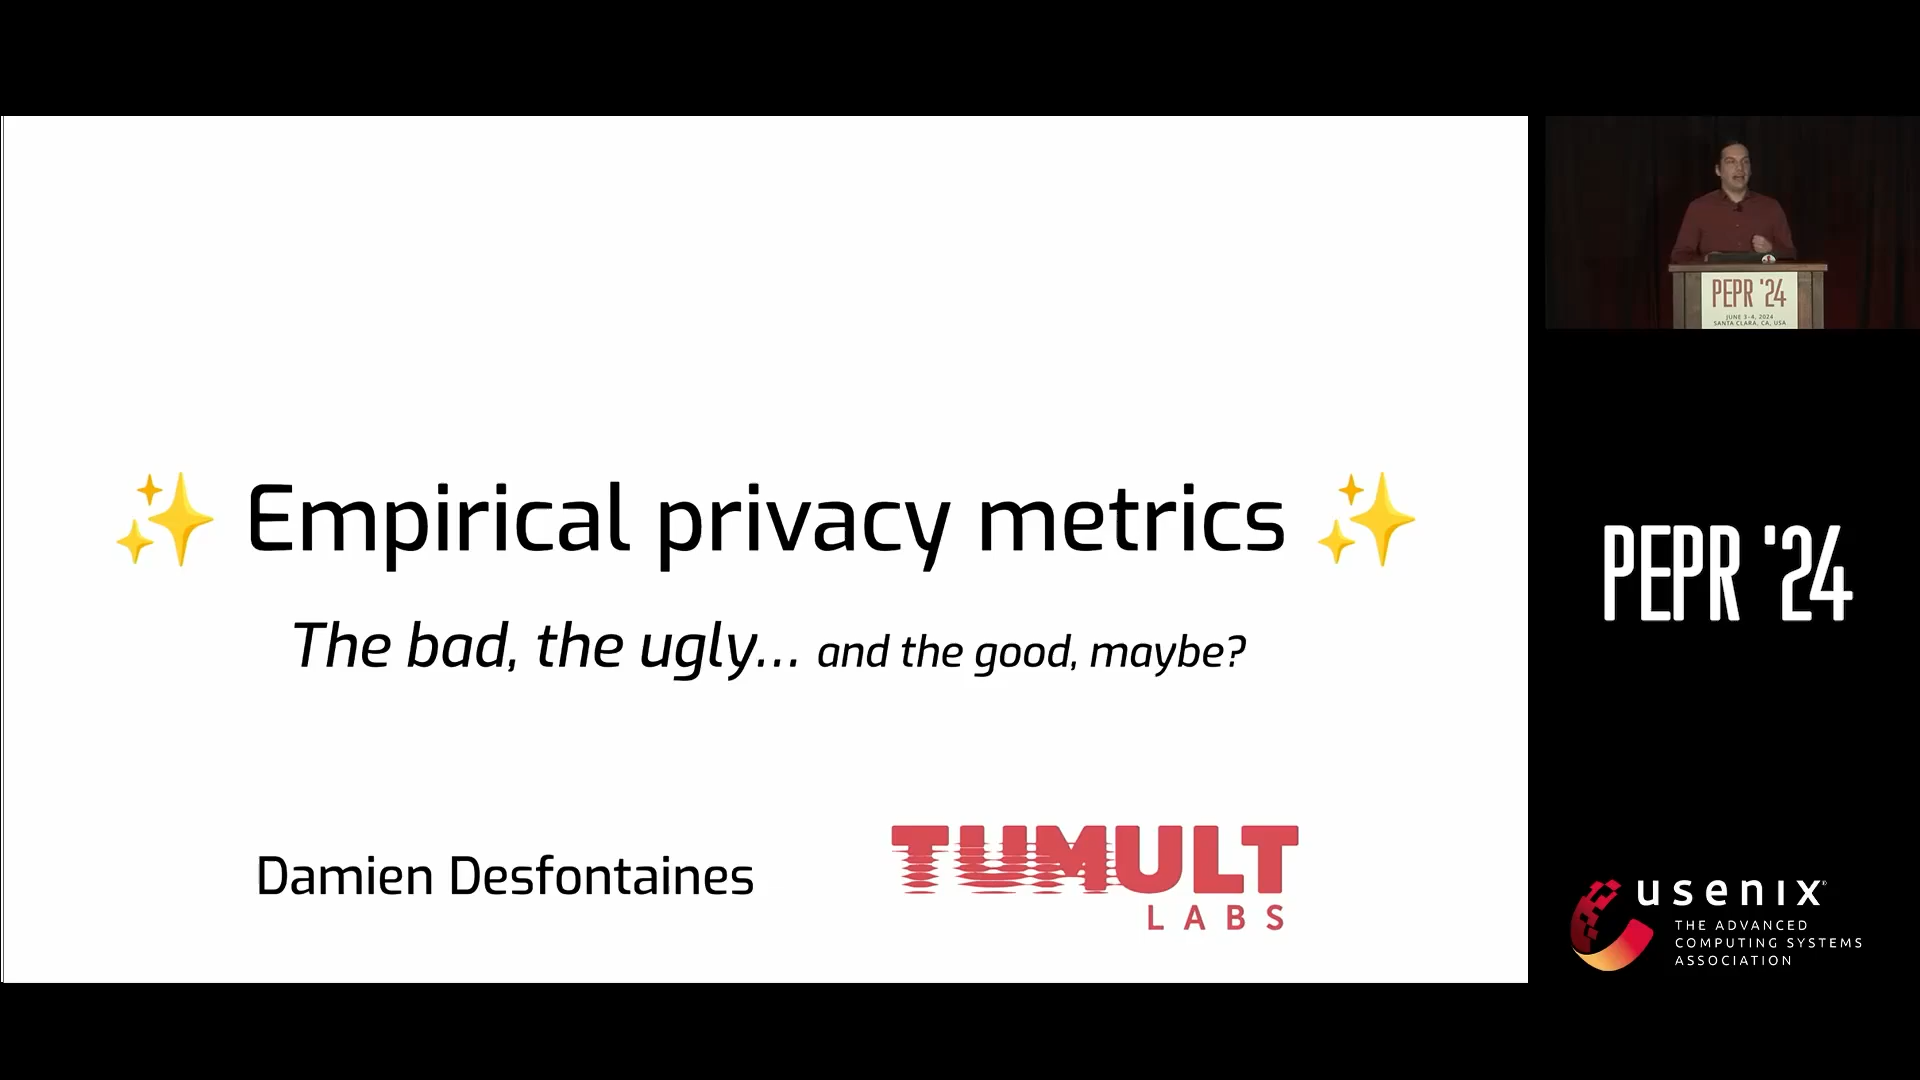 Empirical privacy metrics
The bad, the ugly... and the good, maybe?
Damien Desfontaines
TUMULT
LABS
PEPR '24
JUNE 3-4, 2024
SANTA CLARA, CA, USA
PEPR '24
usenix®
THE ADVANCED
COMPUTING SYSTEMS
ASSOCIATION